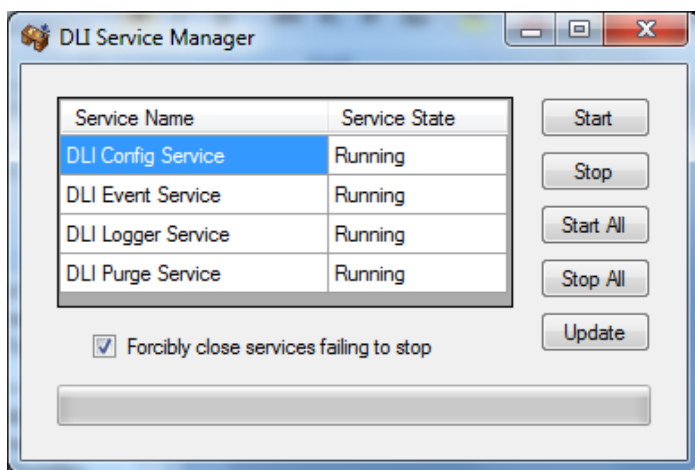 DLI Service Manager
Service Name Service State
DLI Config Service Running
DLI Event Service Running
DLI Logger Service Running
DLI Purge Service Running
Start
Stop
Start All
Stop All
Update
Forcibly close services failing to stop